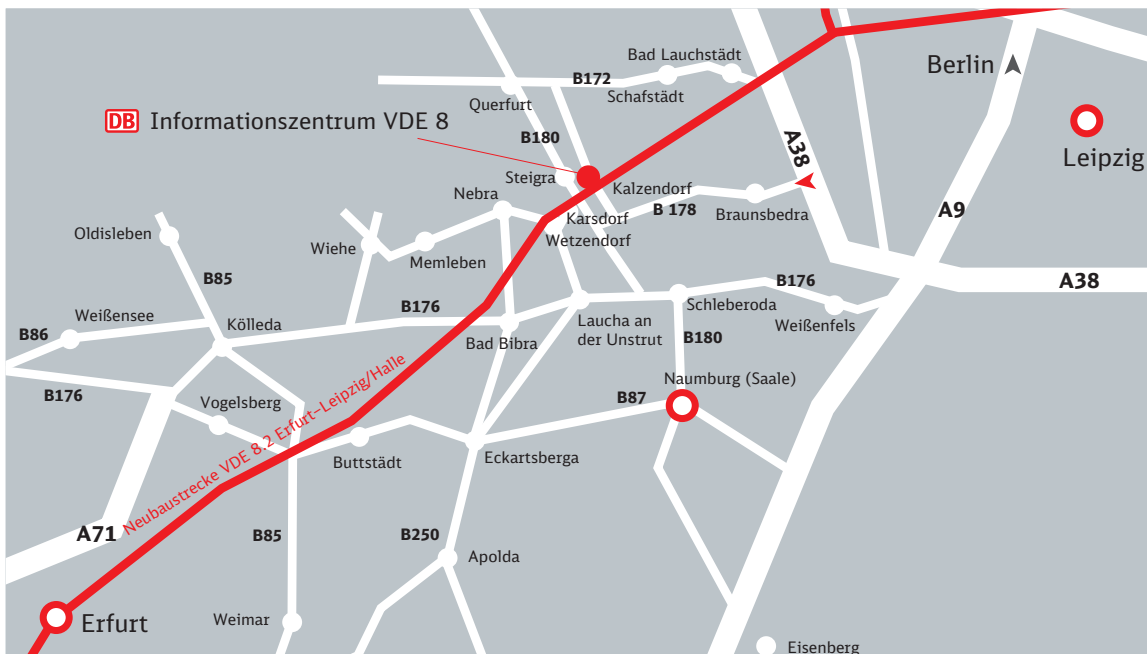 Bad Lauchstädt
Berlin
B172
Schafstädt
Querfurt
DB Informationszentrum VDE 8
B180
A38
Leipzig
Steigra
Kalzendorf
Nebra
B 178
Braunsbedra
A9
Karsdorf
Oldisleben
Wiehe
Wetzendorf
Memleben
B85
B176
A38
B176
Schleberoda
Weißensee
Kölleda
Laucha an
der Unstrut
Weißenfels
B86
Bad Bibra
B180
B176
Naumburg (Saale)
Vogelsberg
B87
Neubaustrecke VDE 8.2 Erfurt–Leipzig/Halle
Buttstädt
Eckartsberga
A71
B85
B250
Apolda
Erfurt
Weimar
Eisenberg